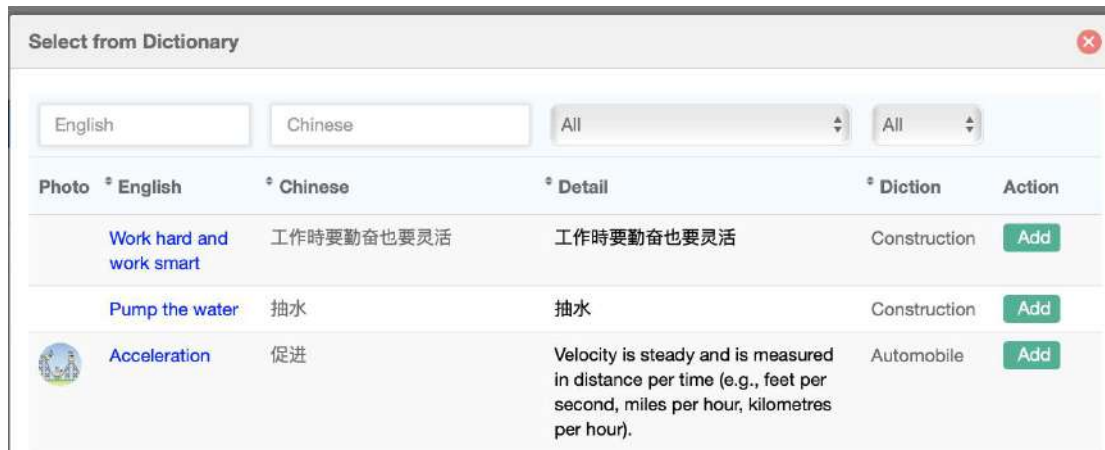 Select from Dictionary
English
Chinese
All
All
Photo English Chinese Detail Diction Action
Work hard and work smart 工作時要勤奋也要灵活 工作時要勤奋也要灵活 Construction Add
Pump the water 抽水 抽水 Construction Add
Acceleration 促进 Velocity is steady and is measured Automobile Add
in distance per time (e.g., feet per
second, miles per hour, kilometres
per hour).